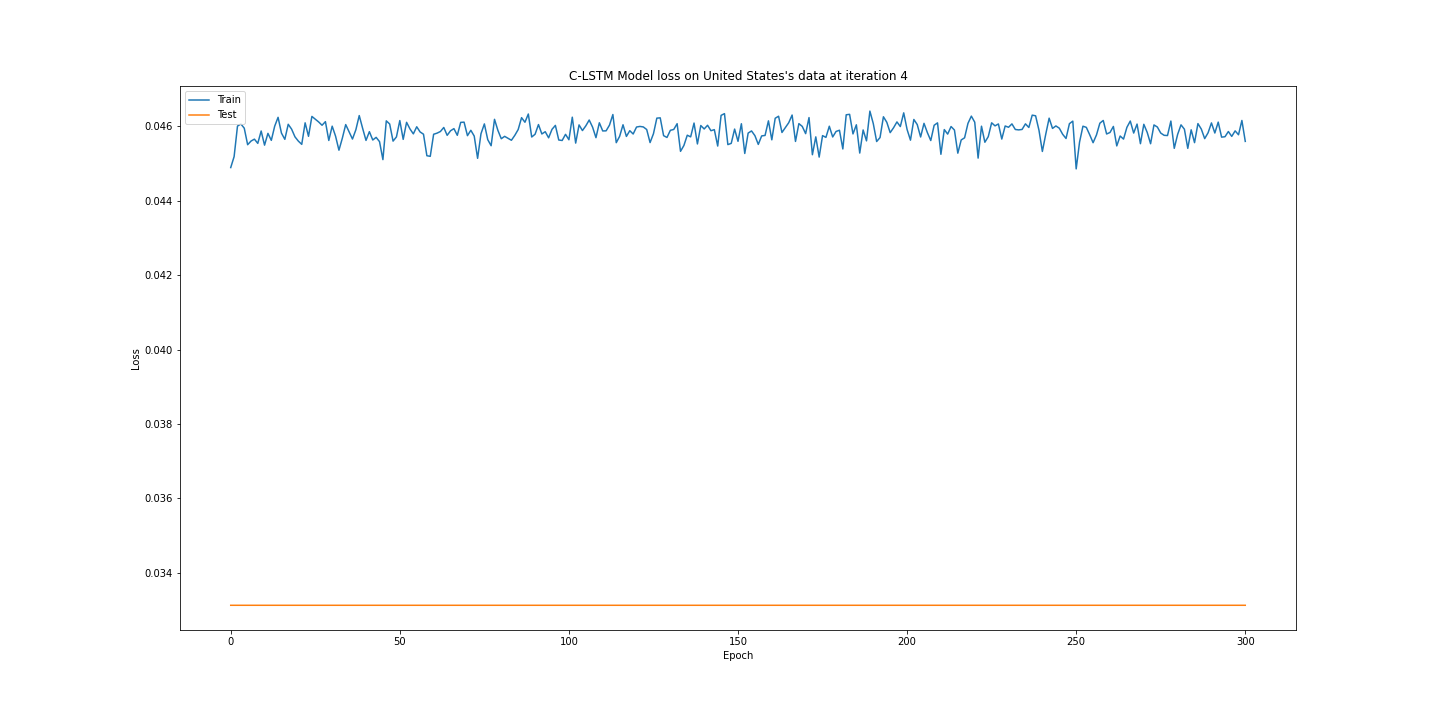 C-LSTM Model loss on United States's data at iteration 4
Train
Test
0.046
0.044
0.042
0.040
0.038
0.036
0.034
Loss
0 50 100 150 200 250 300
Epoch